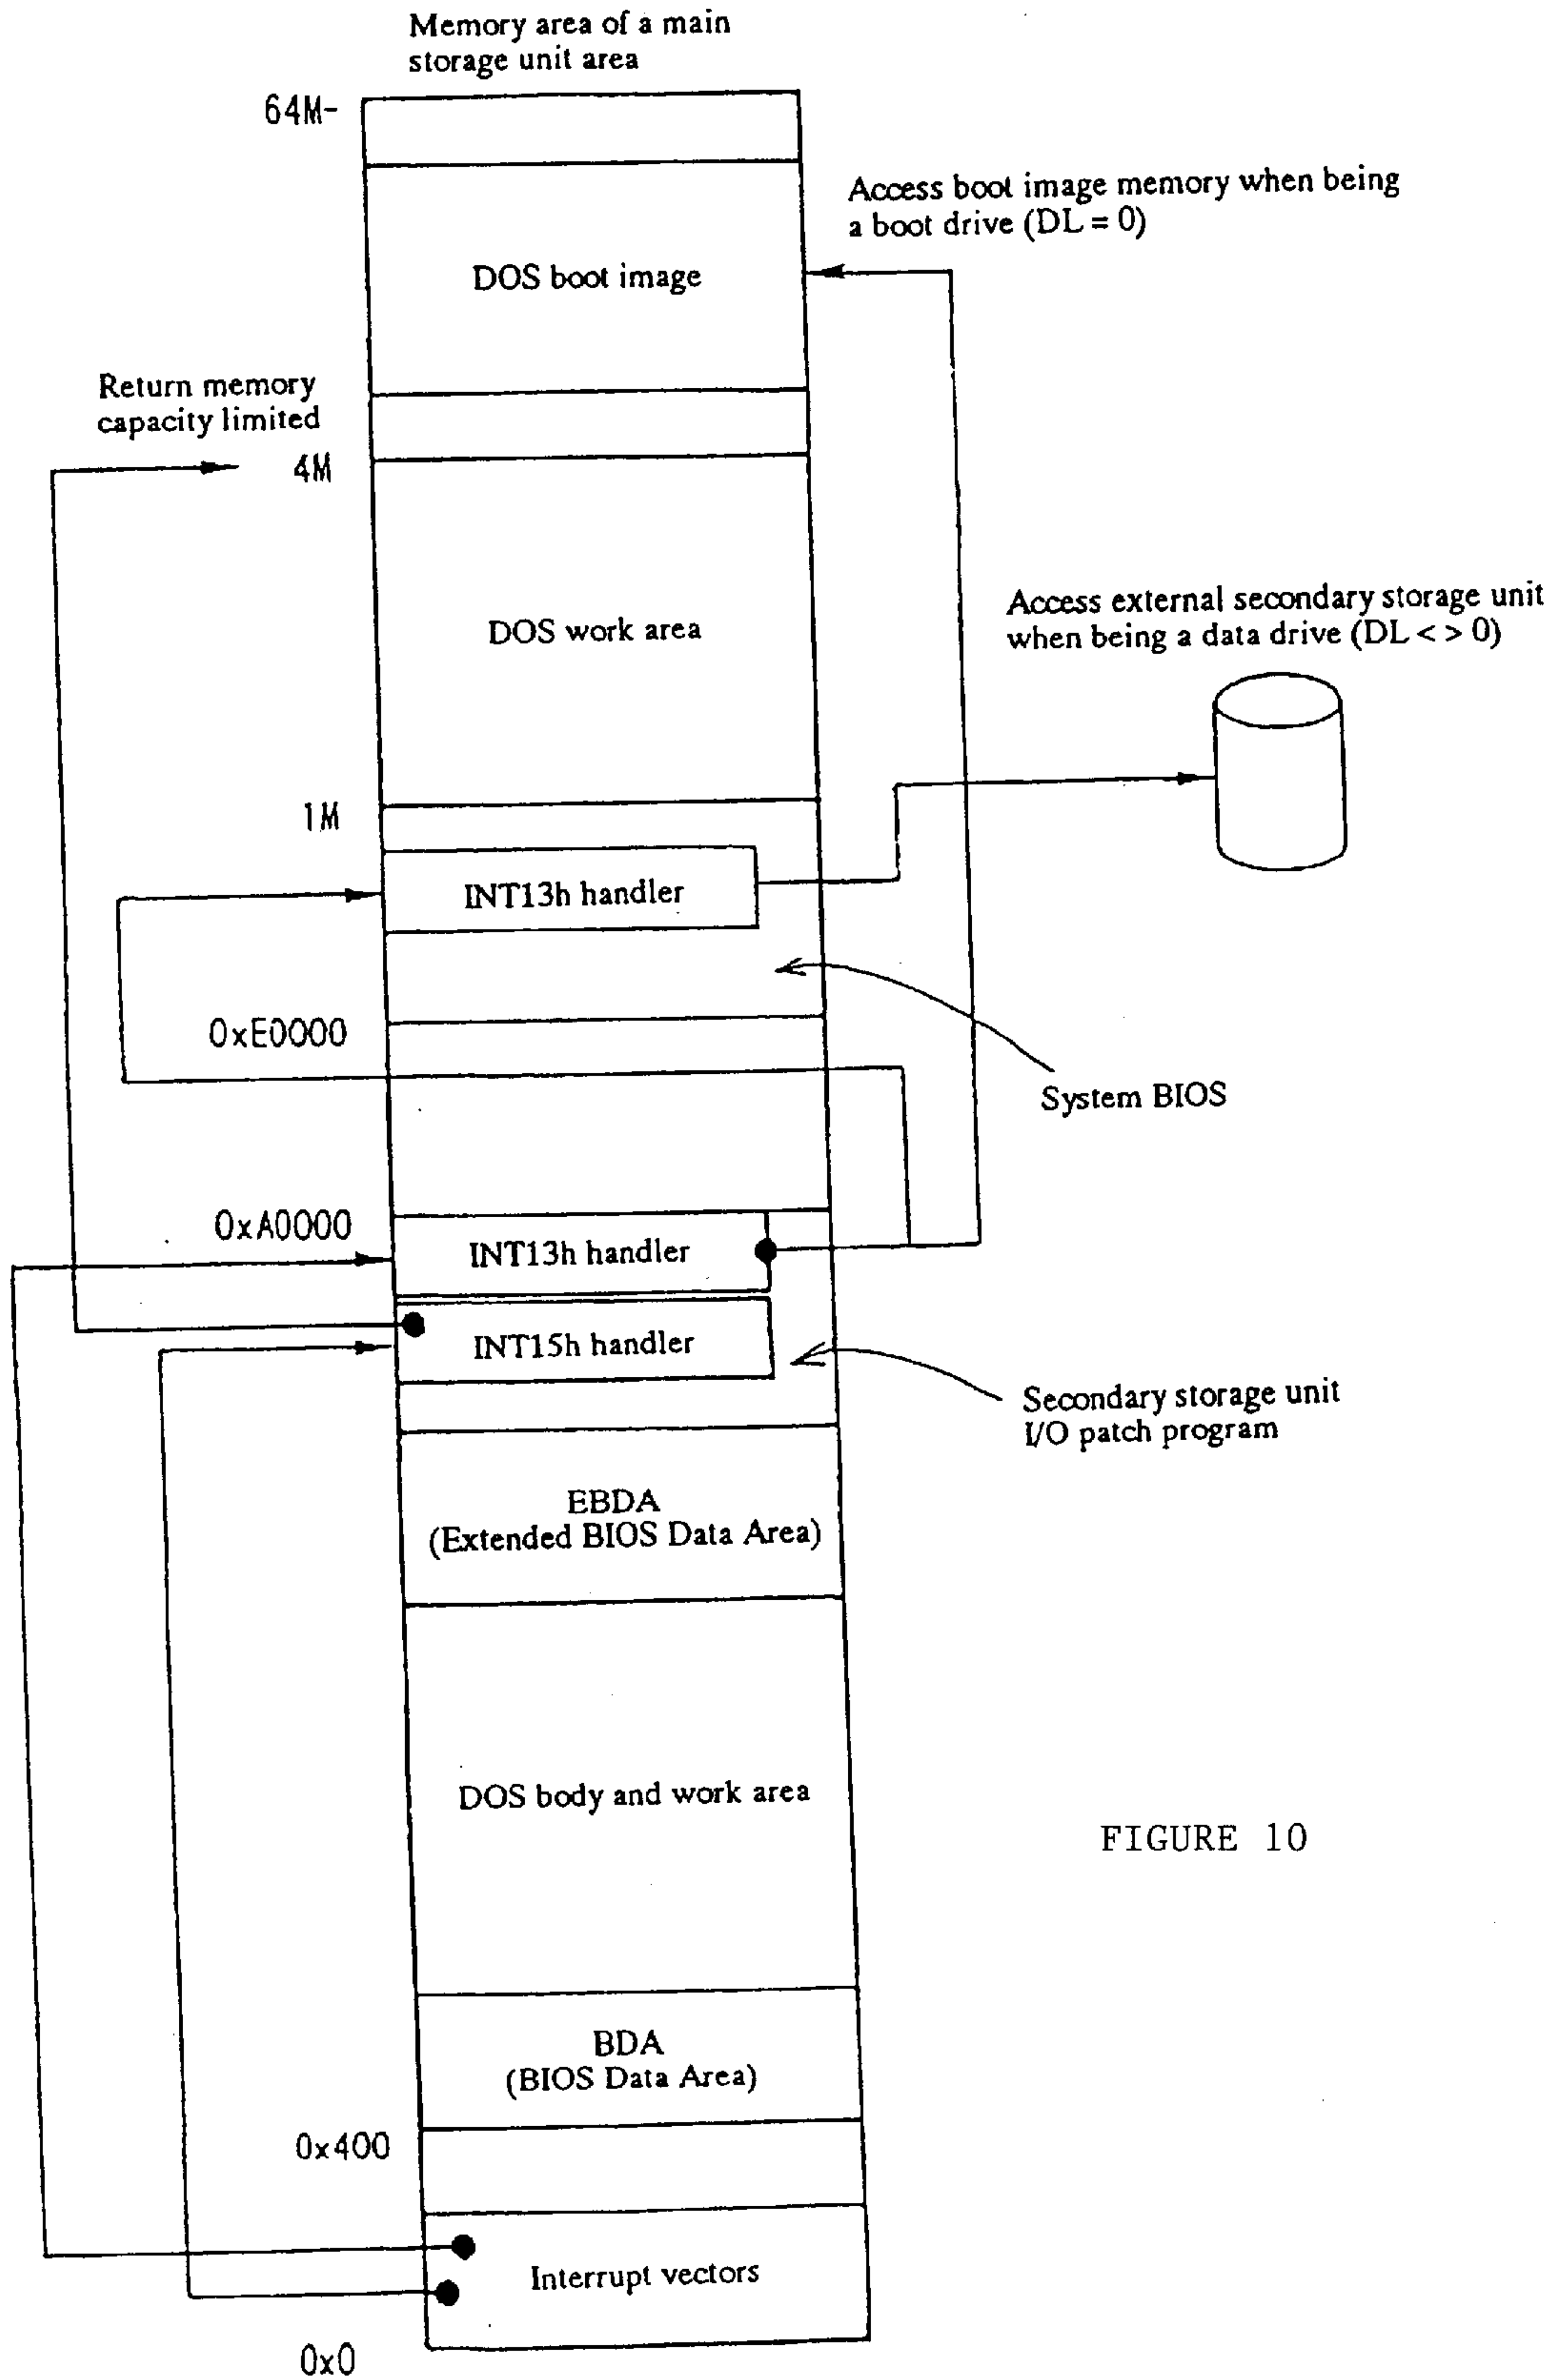 Memory area of a main
storage unit area
64M-
Access boot image memory when being
a boot drive (DL = 0)
DOS boot image
Return memory
capacity limited
4M
Access external secondary storage unit
when being a data drive (DL < > 0)
DOS work area
1M
INT13h handler
0xE0000
System BIOS
0xA0000
INT13h handler
INT15h handler
Secondary storage unit
I/O patch program
EBDA
(Extended BIOS Data Area)
DOS body and work area
FIGURE 10
BDA
(BIOS Data Area)
0x400
Interrupt vectors
0x0